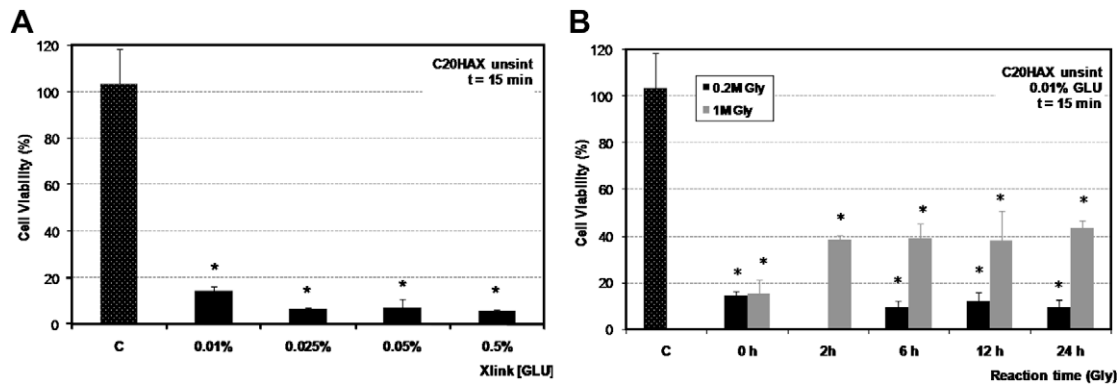 A
120
100
80
60
40
20
0
Cell Viability (%)
C20HAX unsint
t = 15 min
*
*
*
*
C
0.01%
0.025%
0.05%
0.5%
Xlink [GLU]
B
120
100
80
60
40
20
0
Cell Viability (%)
0.2M Gly
1M Gly
C20HAX unsint
0.01% GLU
t = 15 min
*
*
*
*
*
*
*
*
*
C
0 h
2h
6 h
12 h
24 h
Reaction time (Gly)